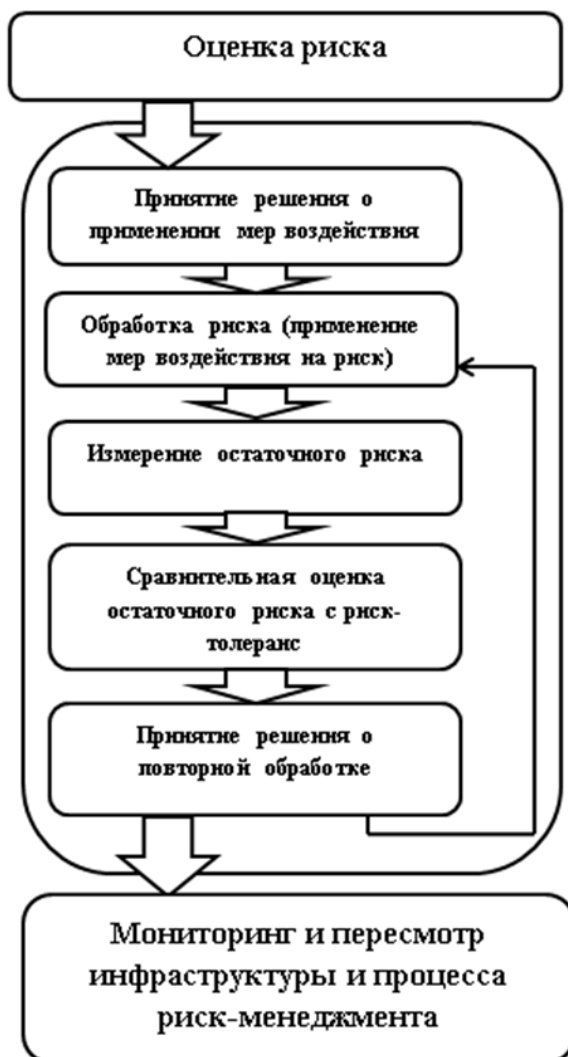 Оценка риска
Принятие решения о
применении мер воздействия
Обработка риска (применение
мер воздействия на риск)
Измерение остаточного риска
Сравнительная оценка
остаточного риска с риск-
толеранс
Принятие решения о
повторной обработке
Мониторинг и пересмотр
инфраструктуры и процесса
риск-менеджмента